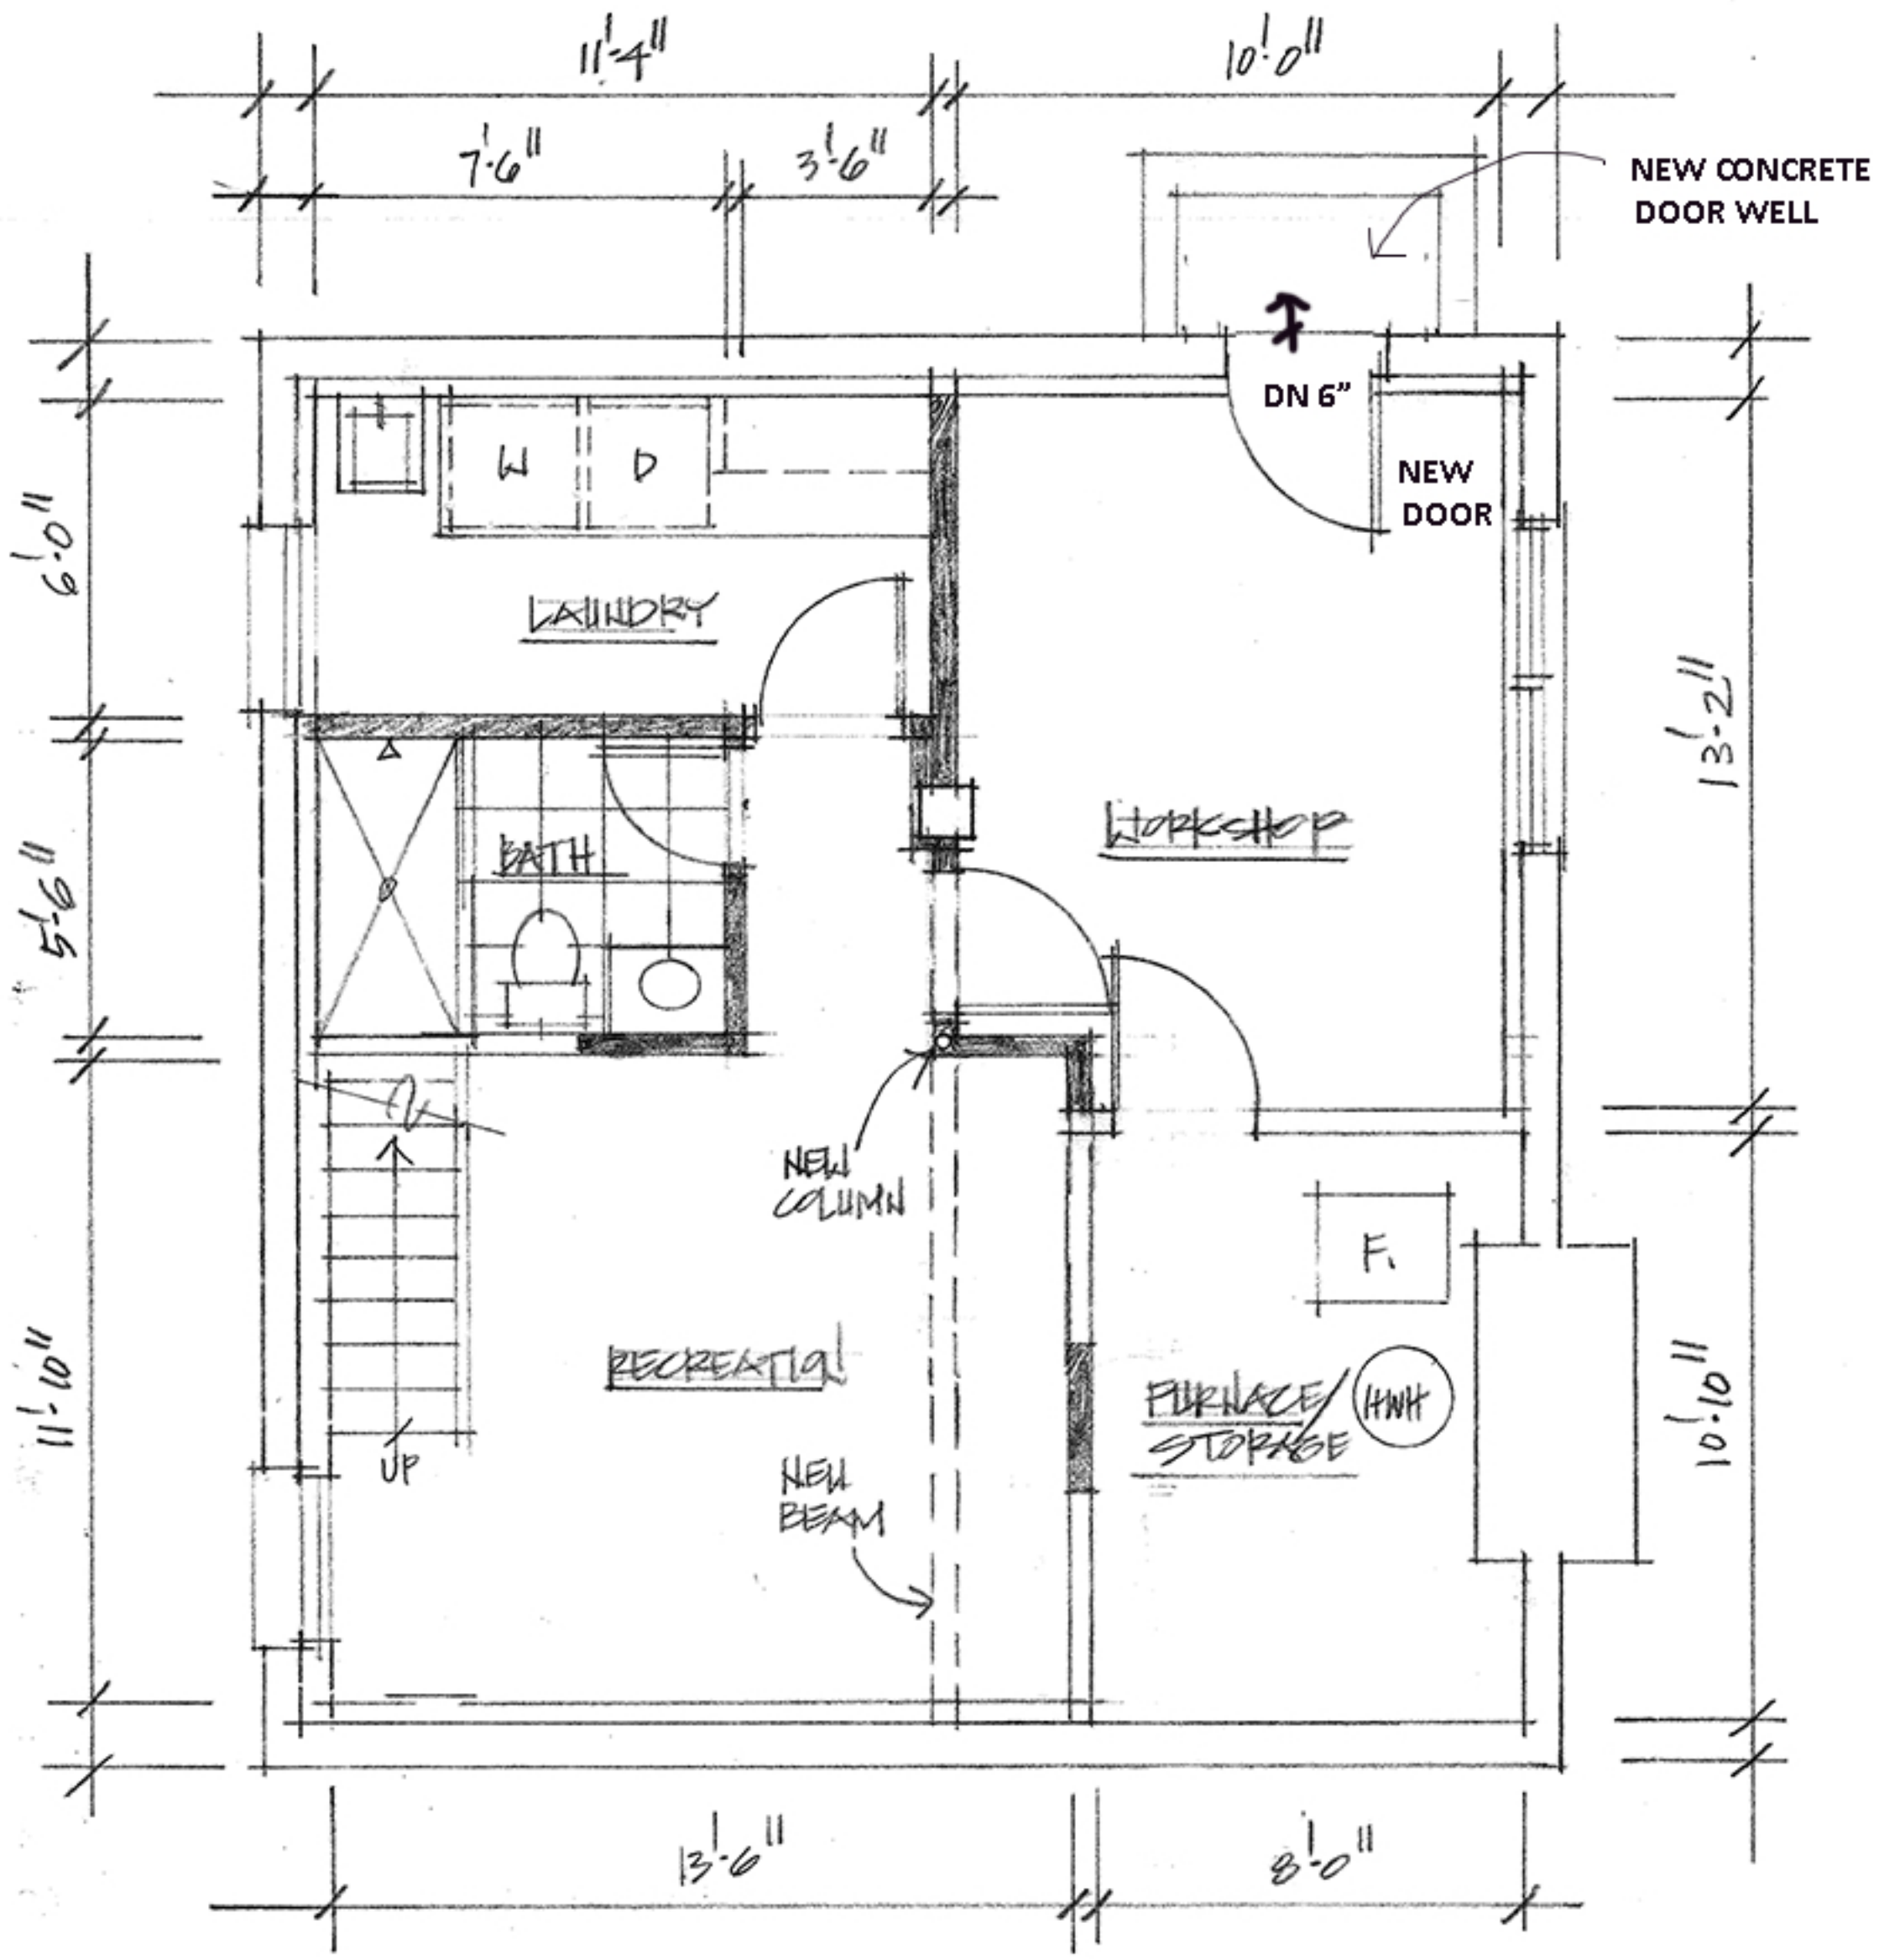 11'-4"
10'-0"
7'-6"
3'-6"
NEW CONCRETE
DOOR WELL
DN 6”
NEW
DOOR
W
D
6'-0"
LAUNDRY
13'-2"
WORKSHOP
BATH
5'-6"
NEW
COLUMN
F.
RECREATION
11'-10"
UP
FURNACE/
STORAGE
HWH
10'-10"
NEW
BEAM
13'-6"
8'-0"